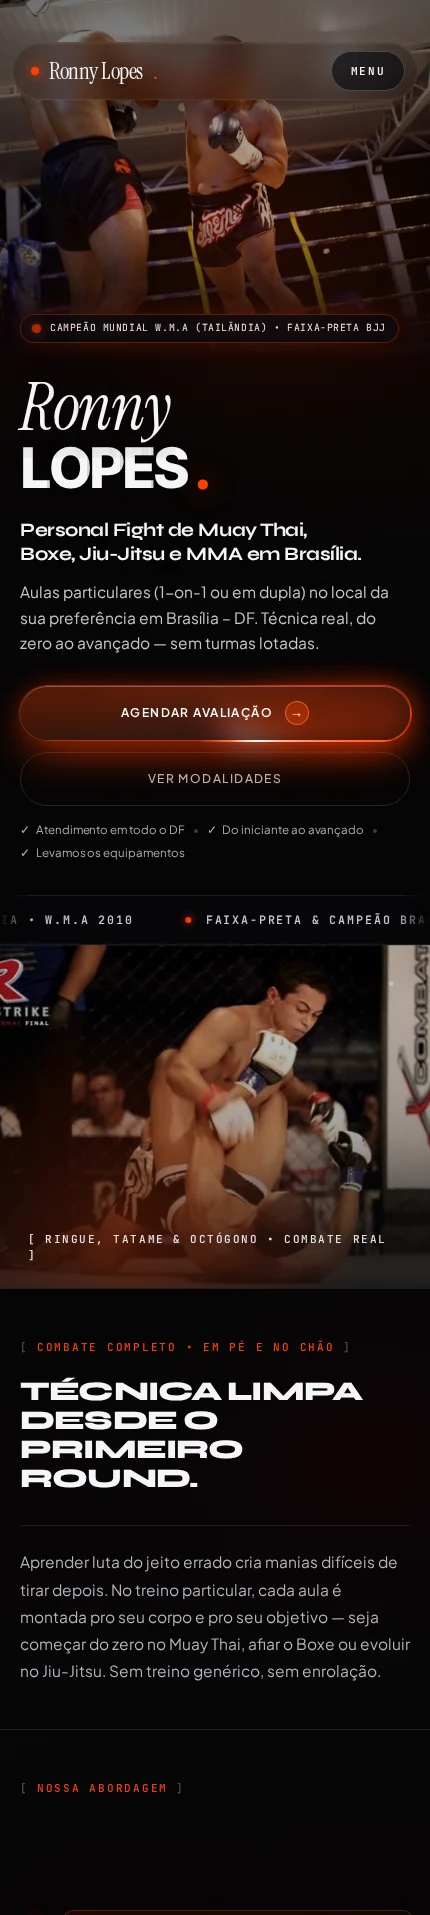 Ronny Lopes .
MENU
CAMPEÃO MUNDIAL W.M.A (TAILÂNDIA) • FAIXA-PRETA BJJ
Ronny
LOPES.
Personal Fight de Muay Thai,
Boxe, Jiu-Jitsu e MMA em Brasília.
Aulas particulares (1-on-1 ou em dupla) no local da
sua preferência em Brasília – DF. Técnica real, do
zero ao avançado — sem turmas lotadas.
AGENDAR AVALIAÇÃO →
VER MODALIDADES
✓ Atendimento em todo o DF • ✓ Do iniciante ao avançado •
✓ Levamos os equipamentos
IA • W.M.A 2010 • FAIXA-PRETA & CAMPEÃO BRA
R
STRIKE
FINAL
COMBAT
[ RINGUE, TATAME & OCTÓGONO • COMBATE REAL
]
[ COMBATE COMPLETO • EM PÉ E NO CHÃO ]
TÉCNICA LIMPA
DESDE O
PRIMEIRO
ROUND.
Aprender luta do jeito errado cria manias difíceis de
tirar depois. No treino particular, cada aula é
montada pro seu corpo e pro seu objetivo — seja
começar do zero no Muay Thai, afiar o Boxe ou evoluir
no Jiu-Jitsu. Sem treino genérico, sem enrolação.
[ NOSSA ABORDAGEM ]